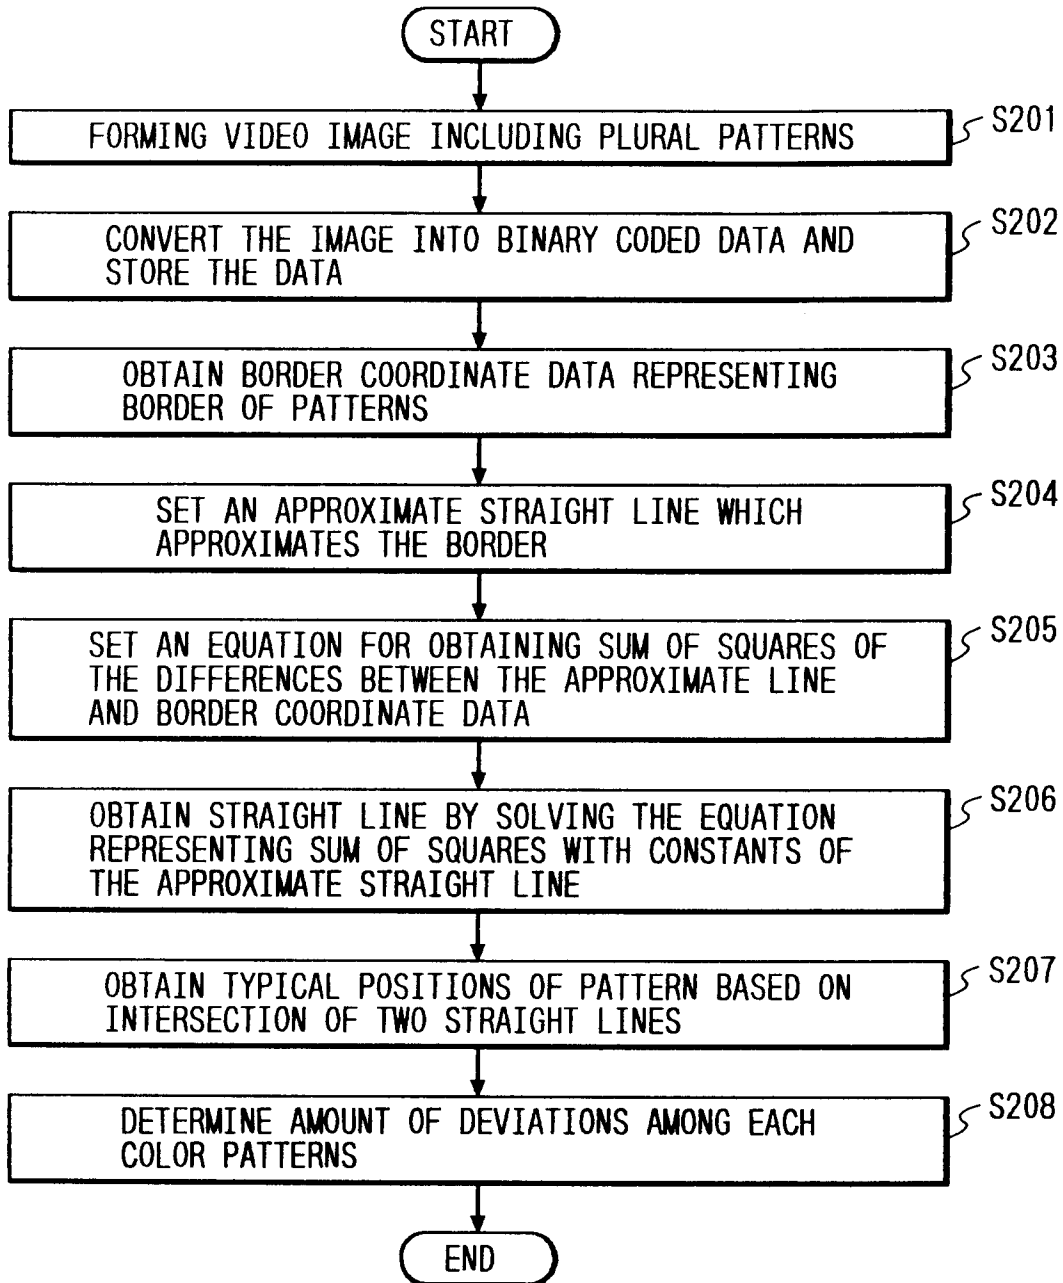 START
FORMING VIDEO IMAGE INCLUDING PLURAL PATTERNS
S201
CONVERT THE IMAGE INTO BINARY CODED DATA AND
STORE THE DATA
S202
OBTAIN BORDER COORDINATE DATA REPRESENTING
BORDER OF PATTERNS
S203
SET AN APPROXIMATE STRAIGHT LINE WHICH
APPROXIMATES THE BORDER
S204
SET AN EQUATION FOR OBTAINING SUM OF SQUARES OF
THE DIFFERENCES BETWEEN THE APPROXIMATE LINE
AND BORDER COORDINATE DATA
S205
OBTAIN STRAIGHT LINE BY SOLVING THE EQUATION
REPRESENTING SUM OF SQUARES WITH CONSTANTS OF
THE APPROXIMATE STRAIGHT LINE
S206
OBTAIN TYPICAL POSITIONS OF PATTERN BASED ON
INTERSECTION OF TWO STRAIGHT LINES
S207
DETERMINE AMOUNT OF DEVIATIONS AMONG EACH
COLOR PATTERNS
S208
END